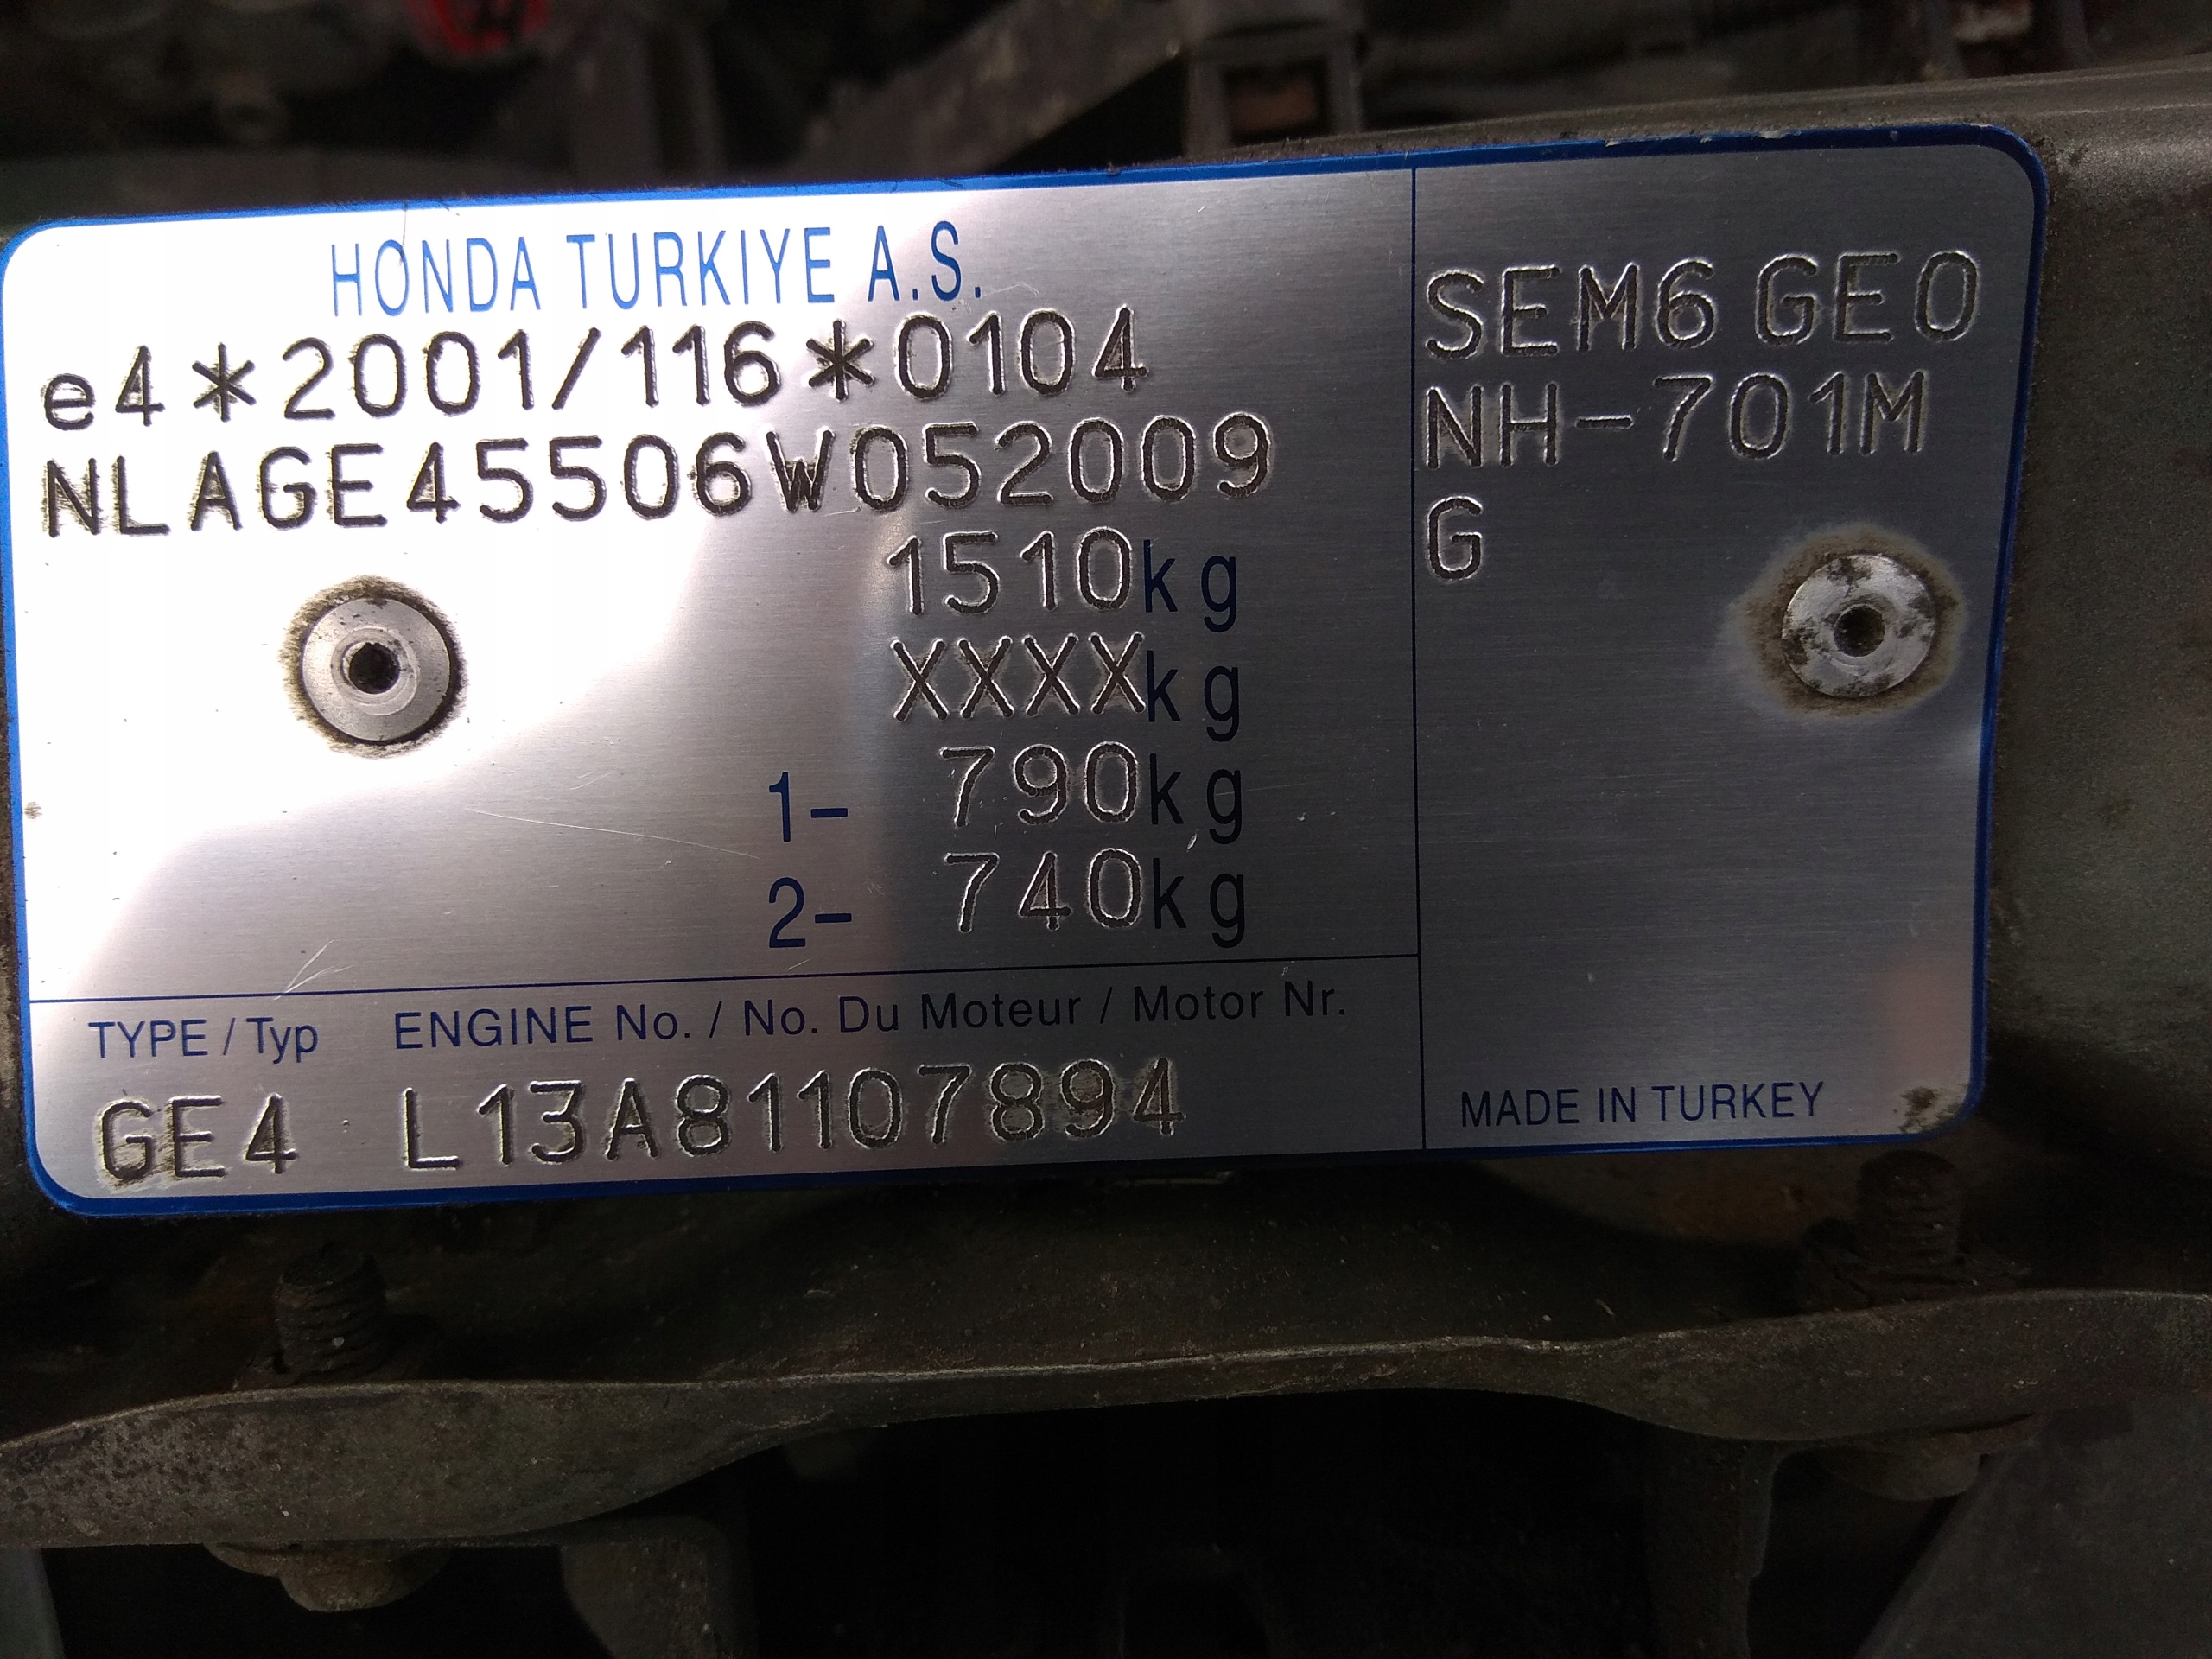 HONDA TURKIYE A.S.
e4*2001/116*0104
NLAGE45506W052009
1510kg
XXXXkg
1- 790kg
2- 740kg
TYPE / Typ ENGINE No. / No. Du Moteur / Motor Nr.
GE4 L13A81107894
SEM6 GE0
NH-701M
G
MADE IN TURKEY